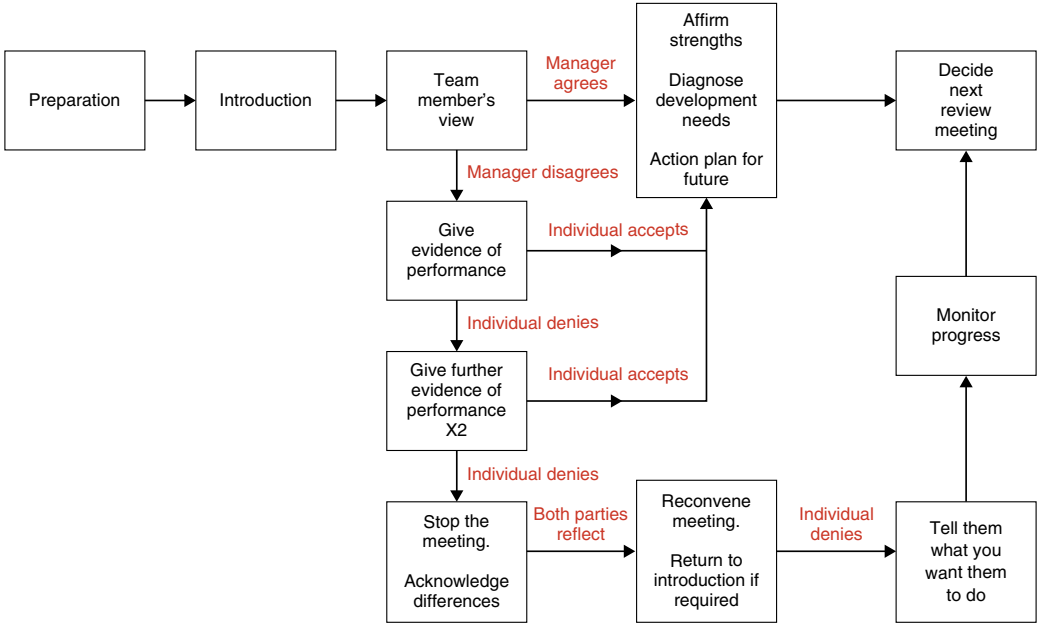 Preparation
Introduction
Team
member's
view
Manager
agrees
Affirm
strengths
Diagnose
development
needs
Action plan for
future
Decide
next
review
meeting
Manager disagrees
Give
evidence of
performance
Individual accepts
Individual denies
Give further
evidence of
performance
X2
Individual accepts
Individual denies
Stop the
meeting.
Acknowledge
differences
Both parties
reflect
Reconvene
meeting.
Return to
introduction if
required
Individual
denies
Tell them
what you
want them
to do
Monitor
progress